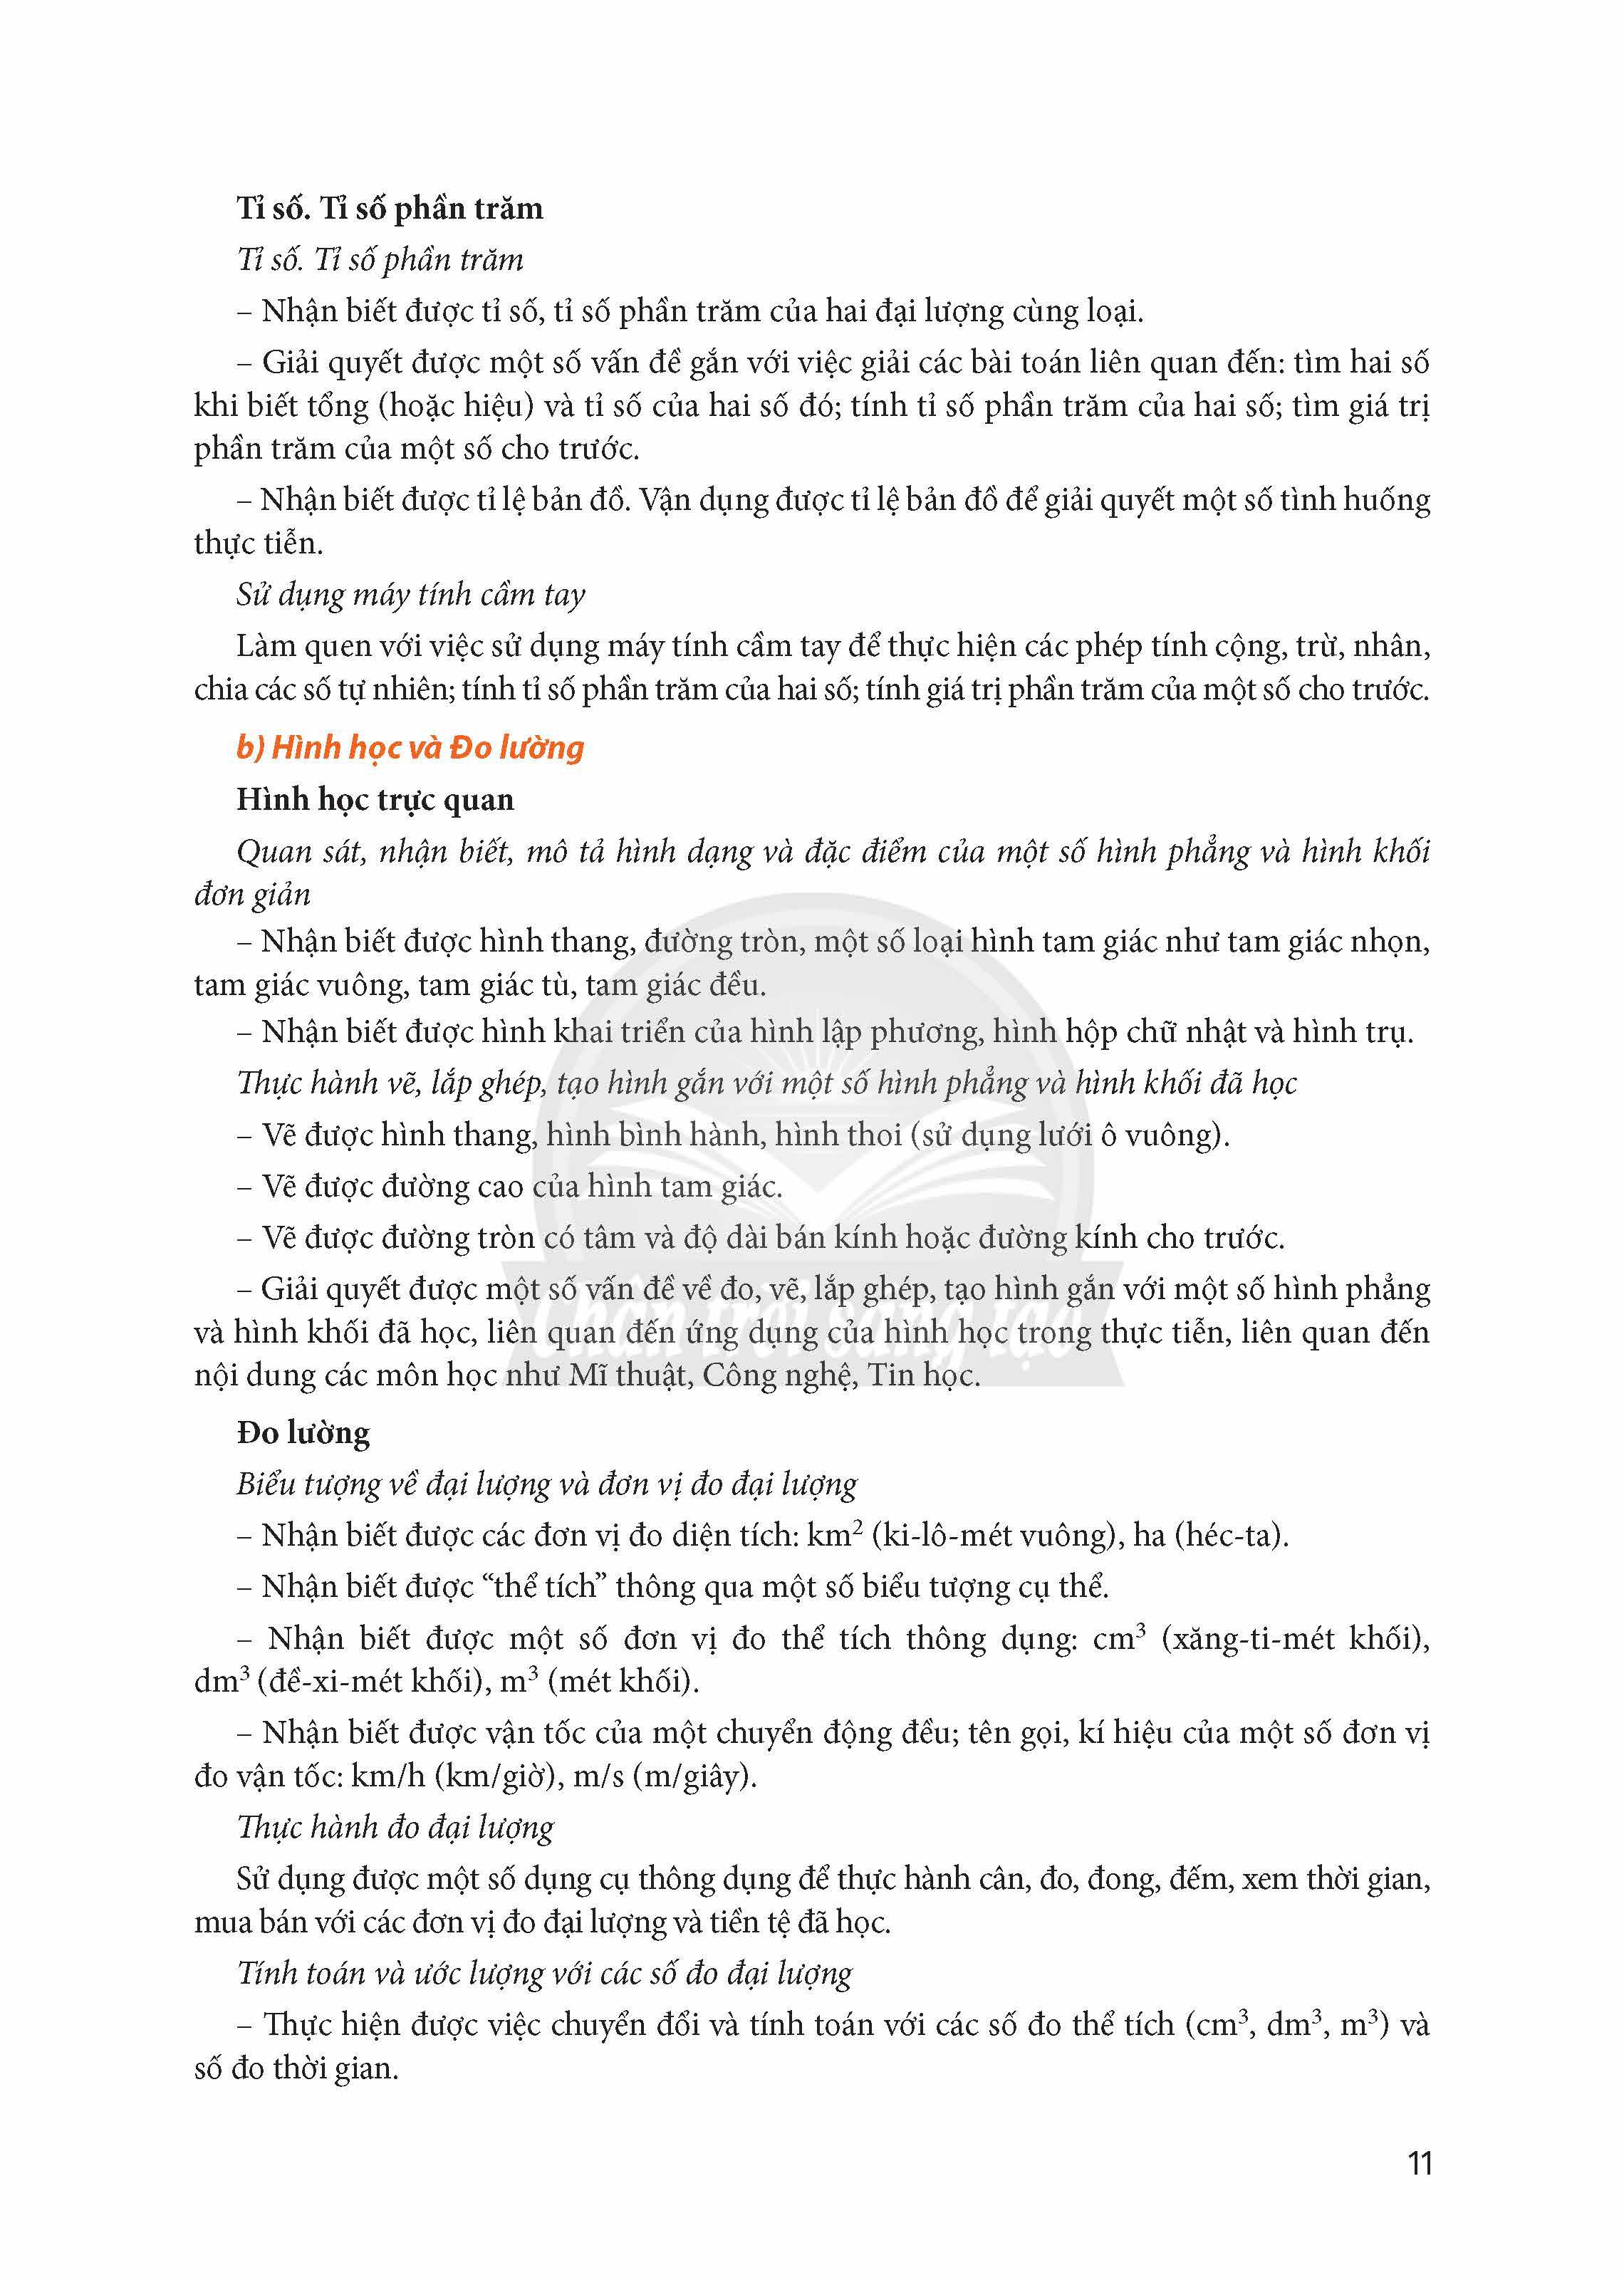 Tỉ số. Tỉ số phần trăm
Tỉ số. Tỉ số phần trăm
– Nhận biết được tỉ số, tỉ số phần trăm của hai đại lượng cùng loại.
– Giải quyết được một số vấn đề gắn với việc giải các bài toán liên quan đến: tìm hai số
khi biết tổng (hoặc hiệu) và tỉ số của hai số đó; tính tỉ số phần trăm của hai số; tìm giá trị
phần trăm của một số cho trước.
– Nhận biết được tỉ lệ bản đồ. Vận dụng được tỉ lệ bản đồ để giải quyết một số tình huống
thực tiễn.
Sử dụng máy tính cầm tay
Làm quen với việc sử dụng máy tính cầm tay để thực hiện các phép tính cộng, trừ, nhân,
chia các số tự nhiên; tính tỉ số phần trăm của hai số; tính giá trị phần trăm của một số cho trước.
b) Hình học và Đo lường
Hình học trực quan
Quan sát, nhận biết, mô tả hình dạng và đặc điểm của một số hình phẳng và hình khối
đơn giản
– Nhận biết được hình thang, đường tròn, một số loại hình tam giác như tam giác nhọn,
tam giác vuông, tam giác tù, tam giác đều.
– Nhận biết được hình khai triển của hình lập phương, hình hộp chữ nhật và hình trụ.
Thực hành vẽ, lắp ghép, tạo hình gắn với một số hình phẳng và hình khối đã học
– Vẽ được hình thang, hình bình hành, hình thoi (sử dụng lưới ô vuông).
– Vẽ được đường cao của hình tam giác.
– Vẽ được đường tròn có tâm và độ dài bán kính hoặc đường kính cho trước.
– Giải quyết được một số vấn đề về đo, vẽ, lắp ghép, tạo hình gắn với một số hình phẳng
và hình khối đã học, liên quan đến ứng dụng của hình học trong thực tiễn, liên quan đến
nội dung các môn học như Mĩ thuật, Công nghệ, Tin học.
Chân trời sáng tạo
Đo lường
Biểu tượng về đại lượng và đơn vị đo đại lượng
– Nhận biết được các đơn vị đo diện tích: km² (ki-lô-mét vuông), ha (héc-ta).
– Nhận biết được “thể tích” thông qua một số biểu tượng cụ thể.
– Nhận biết được một số đơn vị đo thể tích thông dụng: cm³ (xăng-ti-mét khối),
dm³ (đề-xi-mét khối), m³ (mét khối).
– Nhận biết được vận tốc của một chuyển động đều; tên gọi, kí hiệu của một số đơn vị
đo vận tốc: km/h (km/giờ), m/s (m/giây).
Thực hành đo đại lượng
Sử dụng được một số dụng cụ thông dụng để thực hành cân, đo, đong, đếm, xem thời gian,
mua bán với các đơn vị đo đại lượng và tiền tệ đã học.
Tính toán và ước lượng với các số đo đại lượng
– Thực hiện được việc chuyển đổi và tính toán với các số đo thể tích (cm³, dm³, m³) và
số đo thời gian.
11